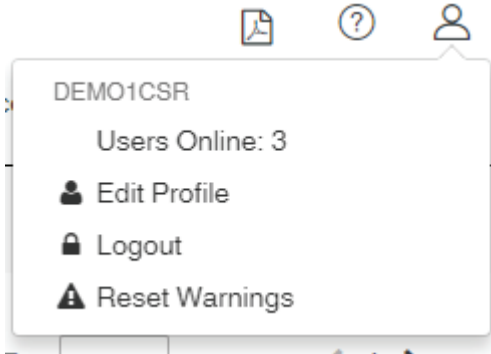 DEMO1CSR
Users Online: 3
Edit Profile
Logout
Reset Warnings